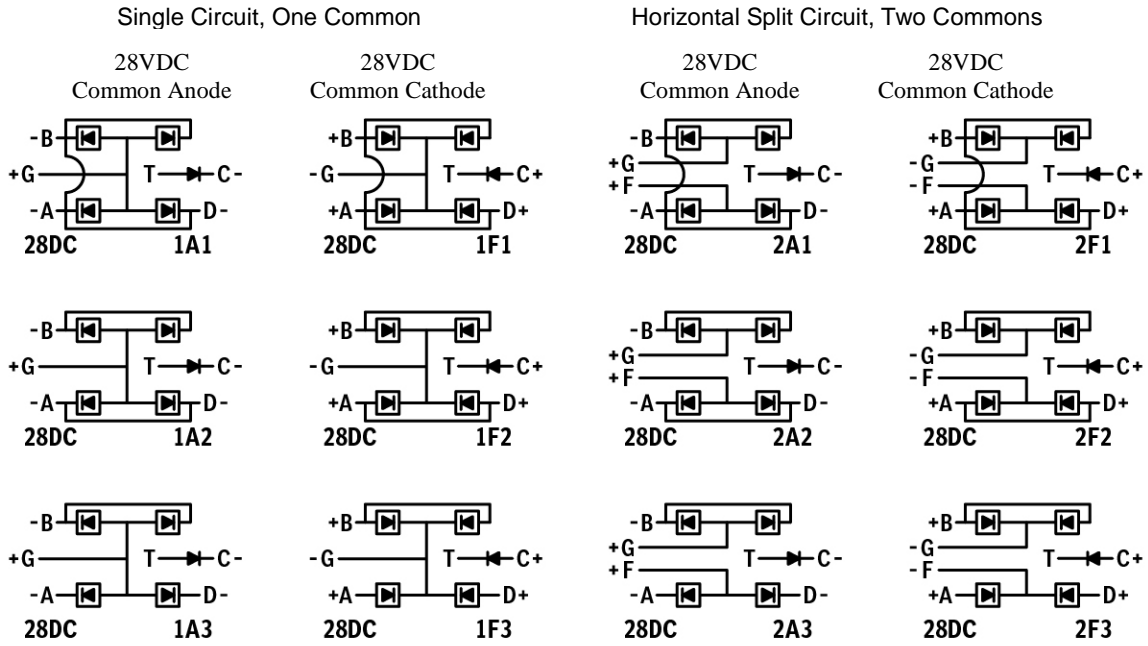 Single Circuit, One Common
Horizontal Split Circuit, Two Commons
28VDC
Common Anode
28VDC
Common Cathode
28VDC
Common Anode
28VDC
Common Cathode
-B
+G T C-
-A D-
28DC 1A1
+B
-G T C+
+A D+
28DC 1F1
-B
+G
+F T C-
-A D-
28DC 2A1
+B
-G
-F T C+
+A D+
28DC 2F1
-B
+G T C-
-A D-
28DC 1A2
+B
-G T C+
+A D+
28DC 1F2
-B
+G
+F T C-
-A D-
28DC 2A2
+B
-G
-F T C+
+A D+
28DC 2F2
-B
+G T C-
-A D-
28DC 1A3
+B
-G T C+
+A D+
28DC 1F3
-B
+G
+F T C-
-A D-
28DC 2A3
+B
-G
-F T C+
+A D+
28DC 2F3